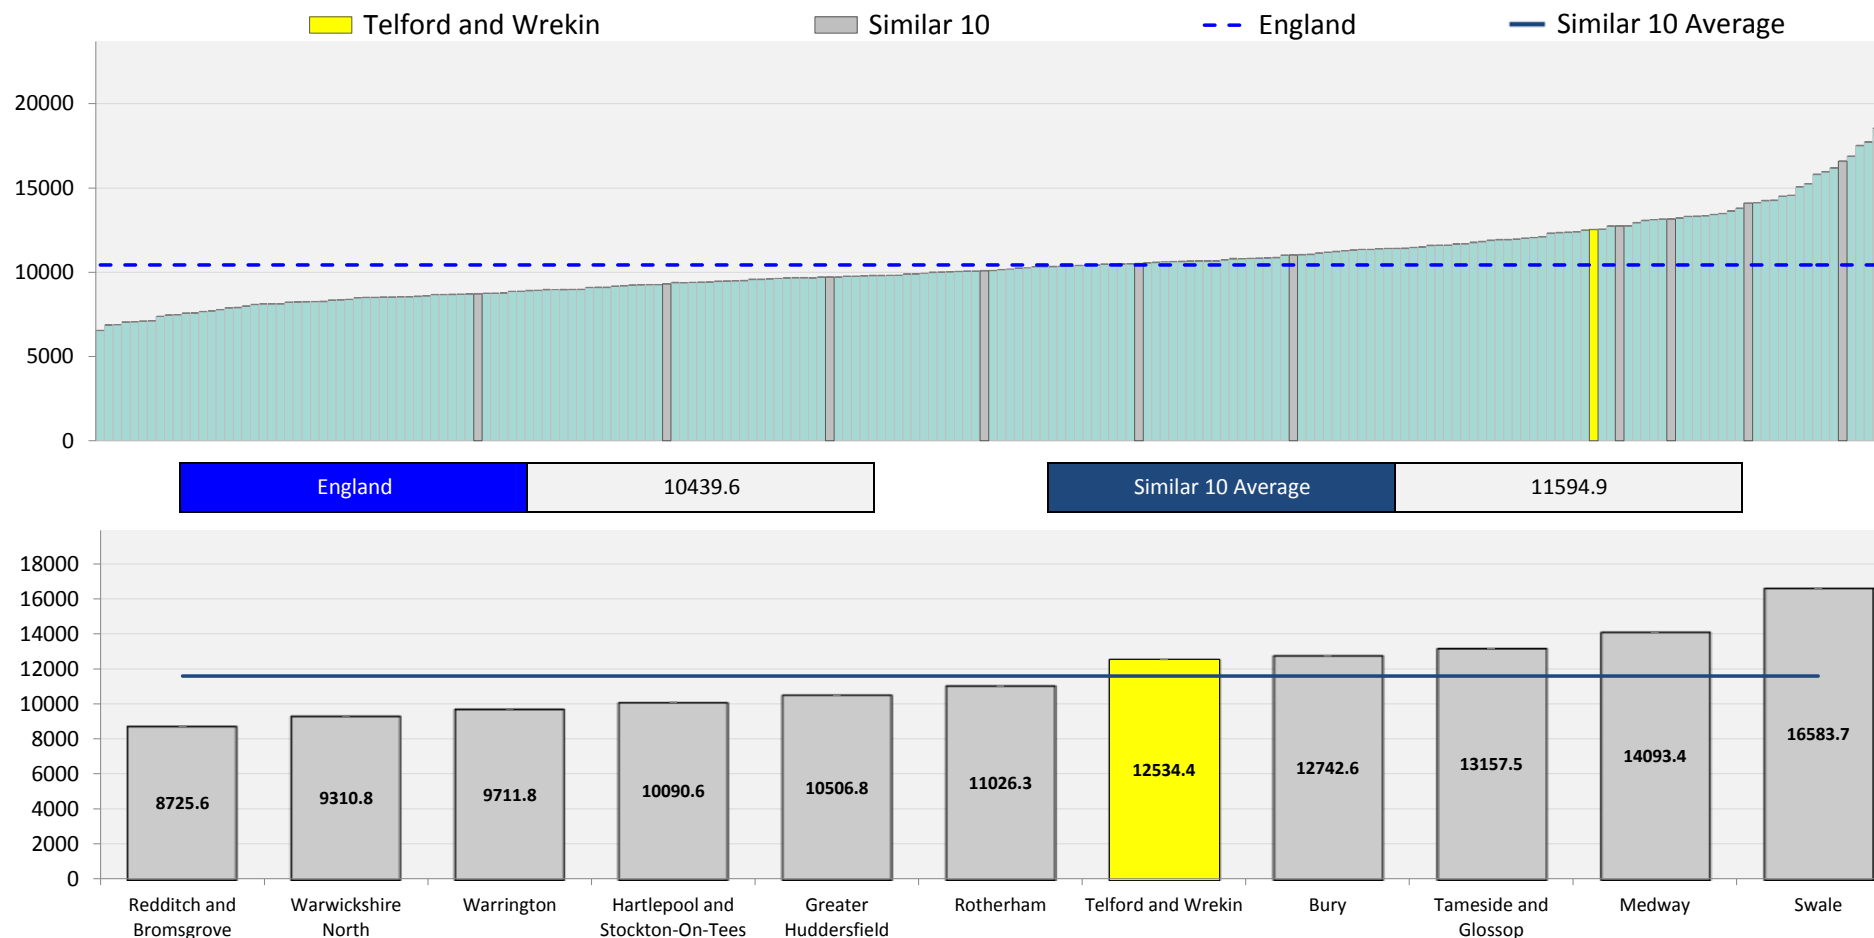 Telford and Wrekin
Similar 10
England
Similar 10 Average
20000
15000
10000
5000
0
England
10439.6
Similar 10 Average
11594.9
18000
16000
14000
12000
10000
8000
6000
4000
2000
0
8725.6
9310.8
9711.8
10090.6
10506.8
11026.3
12534.4
12742.6
13157.5
14093.4
16583.7
Redditch and
Bromsgrove
Warwickshire
North
Warrington
Hartlepool and
Stockton-On-Tees
Greater
Huddersfield
Rotherham
Telford and Wrekin
Bury
Tameside and
Glossop
Medway
Swale